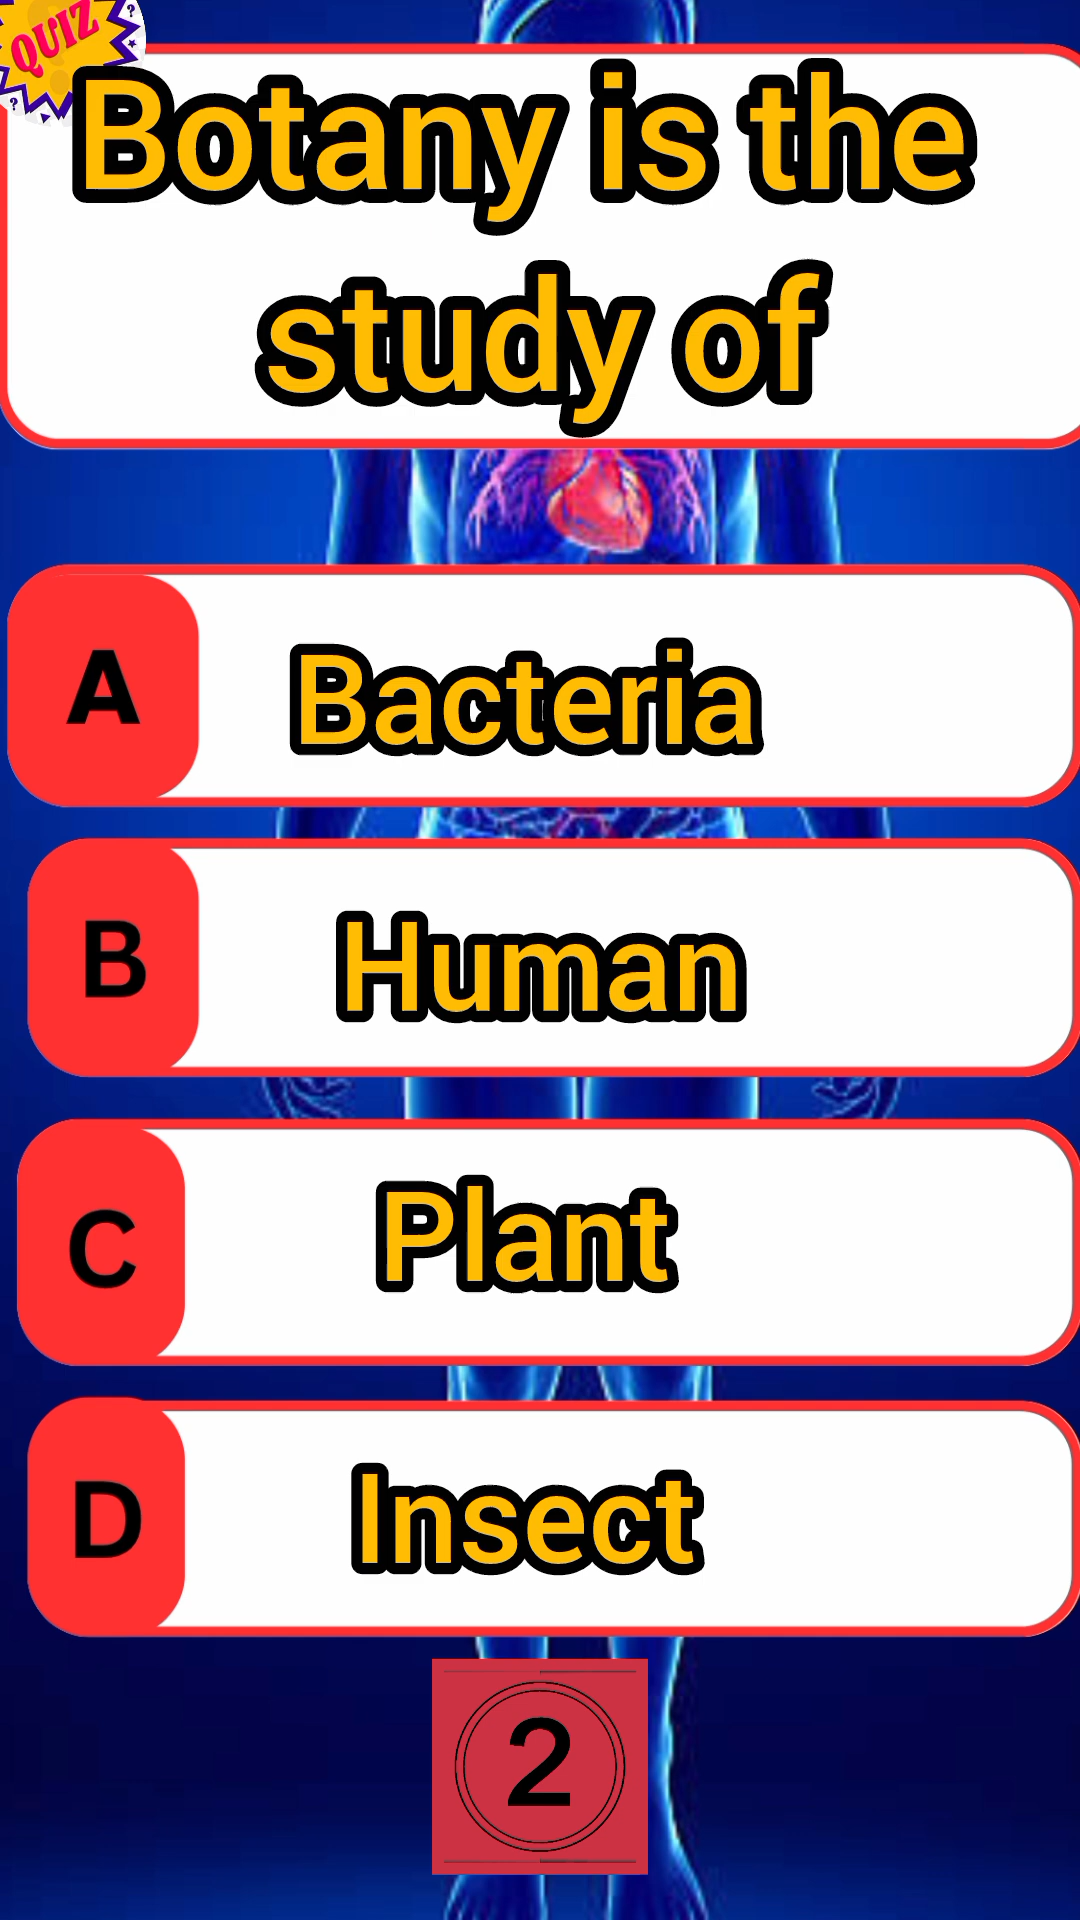 QUIZ
Botany is the
study of
A
Bacteria
B
Human
C
Plant
D
Insect
2